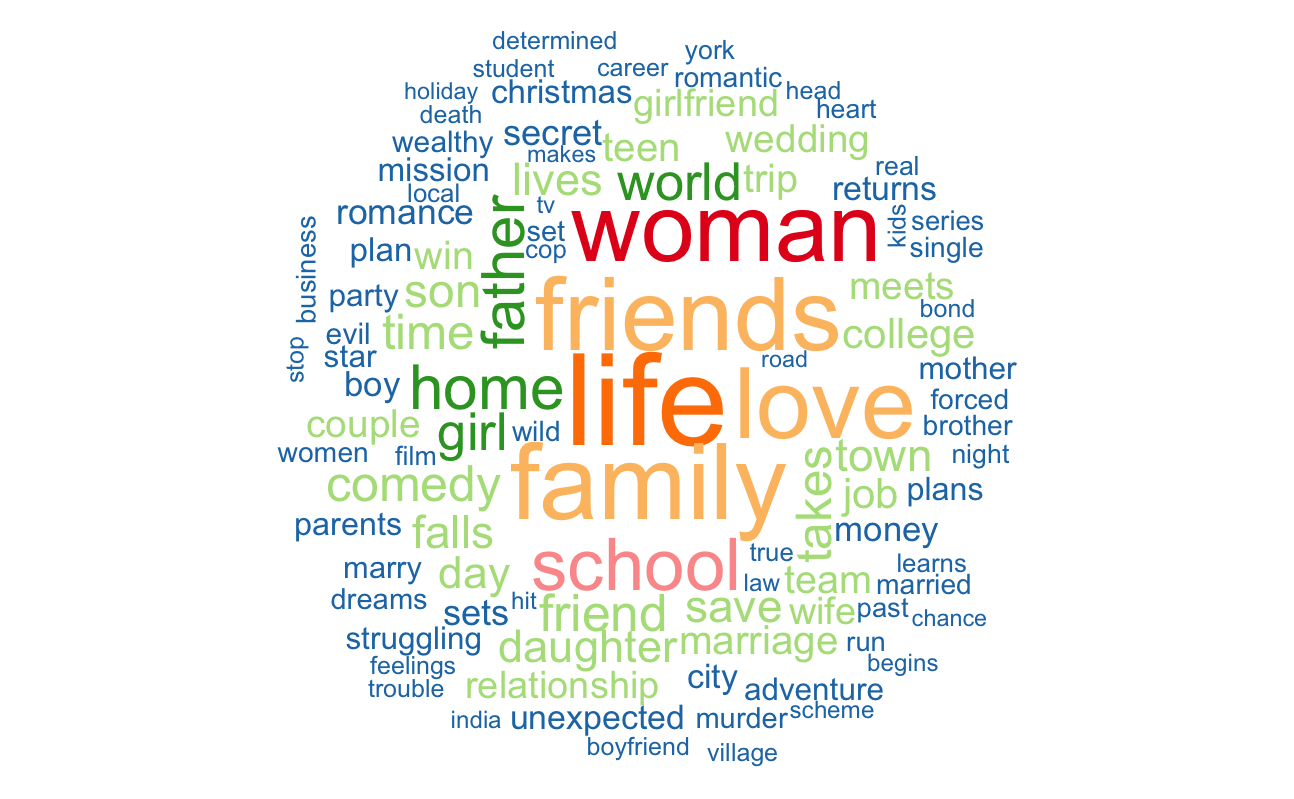 determined
york
student
career
romantic
holiday
christmas
girlfriend
head
death
heart
wealthy
secret
teen
wedding
makes
mission
lives
world
trip
real
local
returns
romance
father
tv
woman
kids
series
set
plan
win
cop
single
business
party
son
friends
meets
bond
evil
time
college
star
stop
road
boy
home
life
love
mother
forced
couple
girl
wild
brother
women
film
family
town
night
comedy
takes
job
plans
parents
falls
school
money
true
marry
day
law
team
learns
married
dreams
sets
hit
friend
save
wife
past
chance
struggling
daughter
marriage
run
feelings
begins
trouble
relationship
city
adventure
india
unexpected
murder
scheme
boyfriend
village